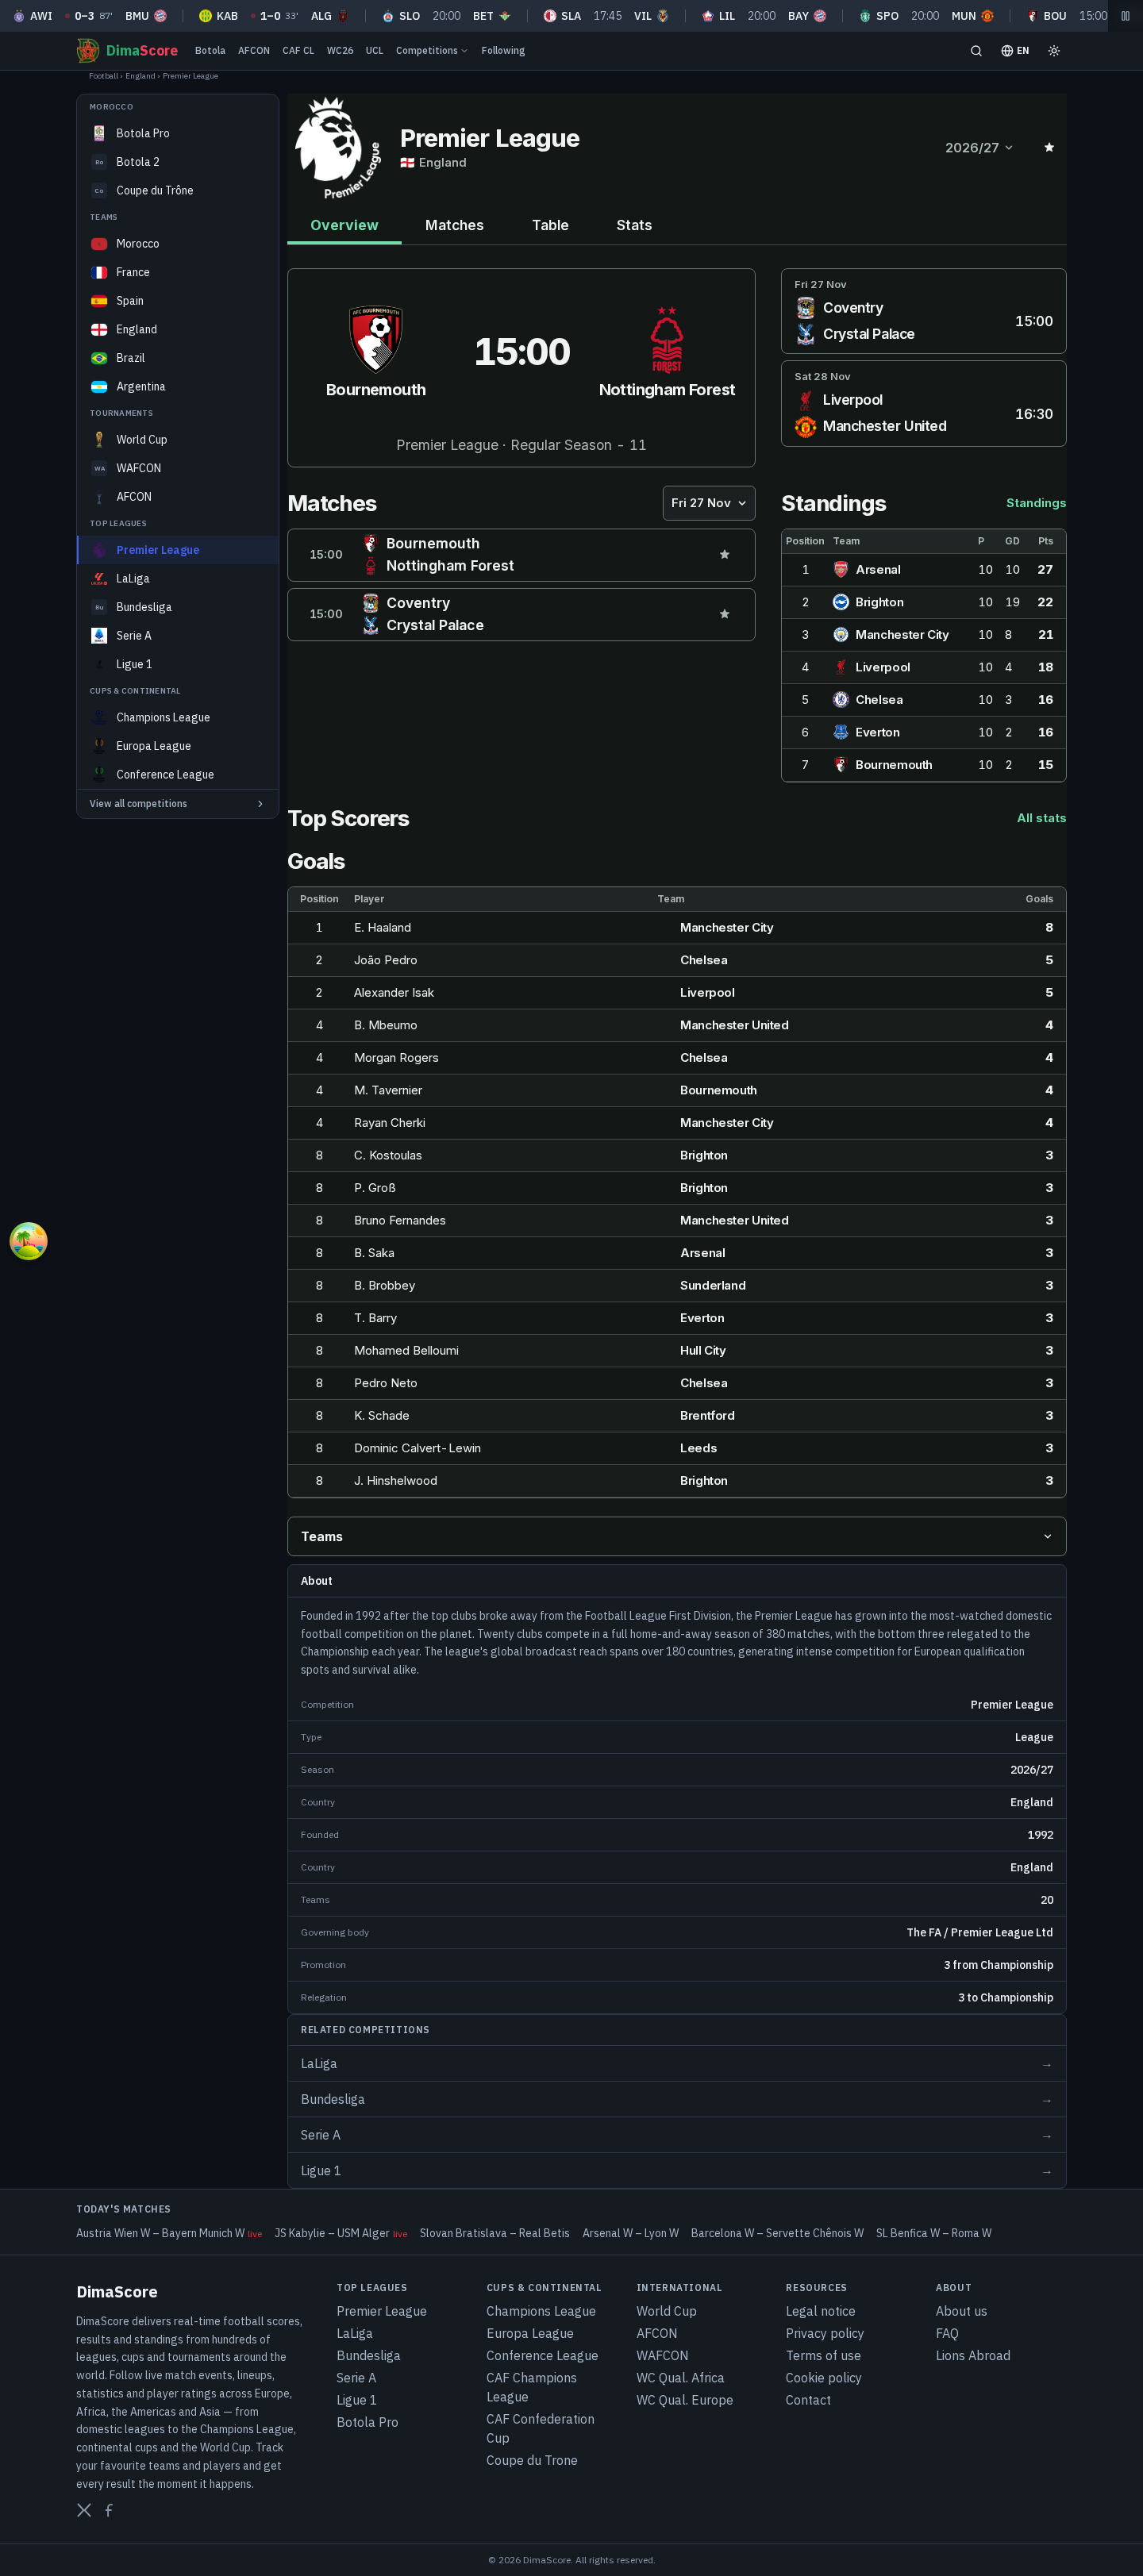 AWI 0–3 87' BMU KAB 1–0 33' ALG SLO 20:00 BET SLA 17:45 VIL LIL 20:00 BAY SPO 20:00 MUN BOU 15:00
DimaScore Botola AFCON CAF CL WC26 UCL Competitions Following EN
Football › England › Premier League
MOROCCO
Botola Pro
Bo Botola 2
Co Coupe du Trône
TEAMS
Morocco
France
Spain
England
Brazil
Argentina
TOURNAMENTS
World Cup
WA WAFCON
AFCON
TOP LEAGUES
Premier League
LaLiga
Bu Bundesliga
Serie A
Ligue 1
CUPS & CONTINENTAL
Champions League
Europa League
Conference League
View all competitions
Premier League
Premier League
England
2026/27
Overview Matches Table Stats
AFC BOURNEMOUTH
FOREST
15:00
Bournemouth Nottingham Forest
Premier League · Regular Season - 11
Fri 27 Nov
Coventry
Crystal Palace
15:00
Sat 28 Nov
Liverpool
Manchester United
16:30
Matches Fri 27 Nov
15:00 Bournemouth
Nottingham Forest
15:00 Coventry
Crystal Palace
Standings Standings
Position Team P GD Pts
1 Arsenal 10 10 27
2 Brighton 10 19 22
3 Manchester City 10 8 21
4 Liverpool 10 4 18
5 Chelsea 10 3 16
6 Everton 10 2 16
7 Bournemouth 10 2 15
Top Scorers All stats
Goals
Position Player Team Goals
1 E. Haaland Manchester City 8
2 João Pedro Chelsea 5
2 Alexander Isak Liverpool 5
4 B. Mbeumo Manchester United 4
4 Morgan Rogers Chelsea 4
4 M. Tavernier Bournemouth 4
4 Rayan Cherki Manchester City 4
8 C. Kostoulas Brighton 3
8 P. Groß Brighton 3
8 Bruno Fernandes Manchester United 3
8 B. Saka Arsenal 3
8 B. Brobbey Sunderland 3
8 T. Barry Everton 3
8 Mohamed Belloumi Hull City 3
8 Pedro Neto Chelsea 3
8 K. Schade Brentford 3
8 Dominic Calvert-Lewin Leeds 3
8 J. Hinshelwood Brighton 3
Teams
About
Founded in 1992 after the top clubs broke away from the Football League First Division, the Premier League has grown into the most-watched domestic
football competition on the planet. Twenty clubs compete in a full home-and-away season of 380 matches, with the bottom three relegated to the
Championship each year. The league's global broadcast reach spans over 180 countries, generating intense competition for European qualification
spots and survival alike.
Competition Premier League
Type League
Season 2026/27
Country England
Founded 1992
Country England
Teams 20
Governing body The FA / Premier League Ltd
Promotion 3 from Championship
Relegation 3 to Championship
RELATED COMPETITIONS
LaLiga →
Bundesliga →
Serie A →
Ligue 1 →
TODAY'S MATCHES
Austria Wien W – Bayern Munich W live JS Kabylie – USM Alger live Slovan Bratislava – Real Betis Arsenal W – Lyon W Barcelona W – Servette Chênois W SL Benfica W – Roma W
DimaScore
DimaScore delivers real-time football scores,
results and standings from hundreds of
leagues, cups and tournaments around the
world. Follow live match events, lineups,
statistics and player ratings across Europe,
Africa, the Americas and Asia — from
domestic leagues to the Champions League,
continental cups and the World Cup. Track
your favourite teams and players and get
every result the moment it happens.
TOP LEAGUES
Premier League
LaLiga
Bundesliga
Serie A
Ligue 1
Botola Pro
CUPS & CONTINENTAL
Champions League
Europa League
Conference League
CAF Champions
League
CAF Confederation
Cup
Coupe du Trone
INTERNATIONAL
World Cup
AFCON
WAFCON
WC Qual. Africa
WC Qual. Europe
RESOURCES
Legal notice
Privacy policy
Terms of use
Cookie policy
Contact
ABOUT
About us
FAQ
Lions Abroad
© 2026 DimaScore. All rights reserved.